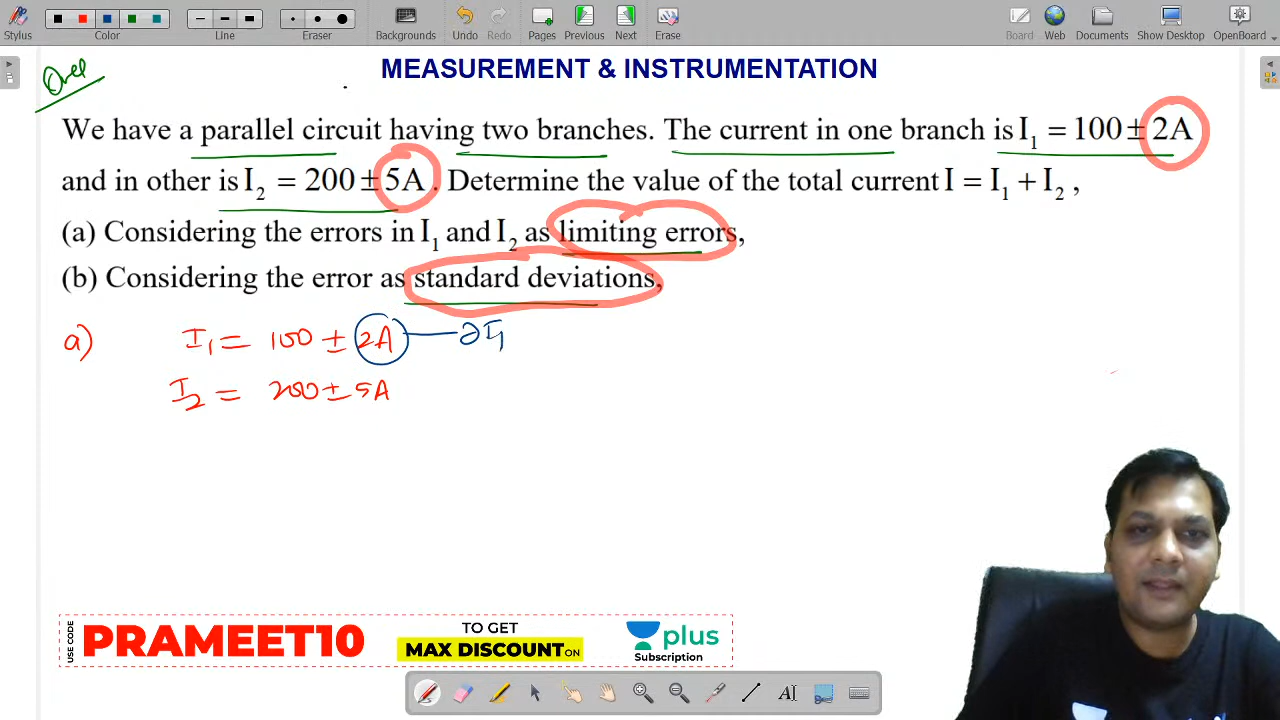 Stylus Color Line Eraser Backgrounds Undo Redo Pages Previous Next Erase Board Web Documents Show Desktop OpenBoard
MEASUREMENT & INSTRUMENTATION
We have a parallel circuit having two branches. The current in one branch is I₁ = 100 ± 2A
and in other is I₂ = 200 ± 5A. Determine the value of the total current I = I₁ + I₂,
(a) Considering the errors in I₁ and I₂ as limiting errors,
(b) Considering the error as standard deviations,
a) I₁ = 100 ± 2A ∂I₁
I₂ = 200 ± 5A
USE CODE
PRAMEET10
TO GET
MAX DISCOUNT ON
plus
Subscription